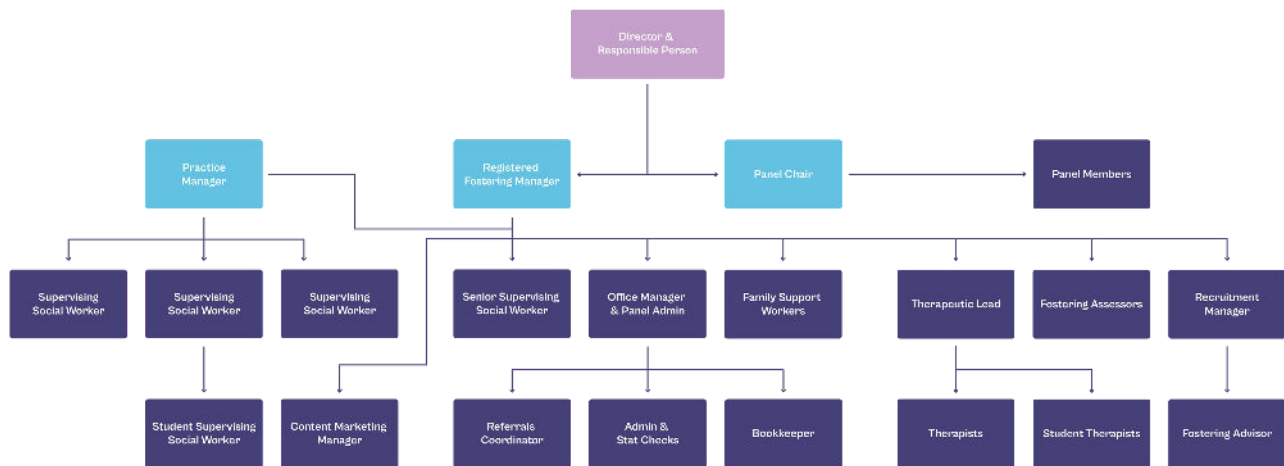 Director &
Responsible Person
Practice
Manager
Registered
Fostering Manager
Panel Chair
Panel Members
Supervising
Social Worker
Supervising
Social Worker
Supervising
Social Worker
Senior Supervising
Social Worker
Office Manager
& Panel Admin
Family Support
Workers
Therapeutic Lead
Fostering Assessors
Recruitment
Manager
Student Supervising
Social Worker
Content Marketing
Manager
Referrals
Coordinator
Admin &
Stat Checks
Bookkeeper
Therapists
Student Therapists
Fostering Advisor